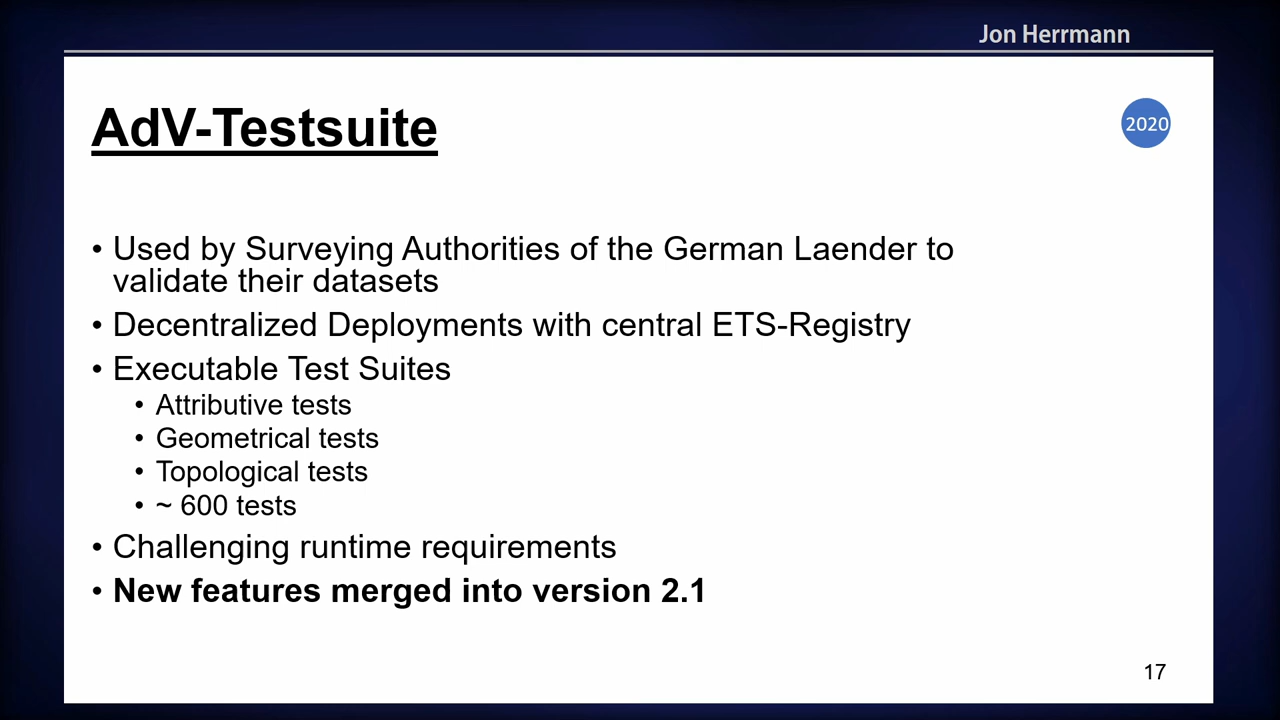 Jon Herrmann
AdV-Testsuite
2020
• Used by Surveying Authorities of the German Laender to
validate their datasets
• Decentralized Deployments with central ETS-Registry
• Executable Test Suites
• Attributive tests
• Geometrical tests
• Topological tests
• ~ 600 tests
• Challenging runtime requirements
• New features merged into version 2.1
17